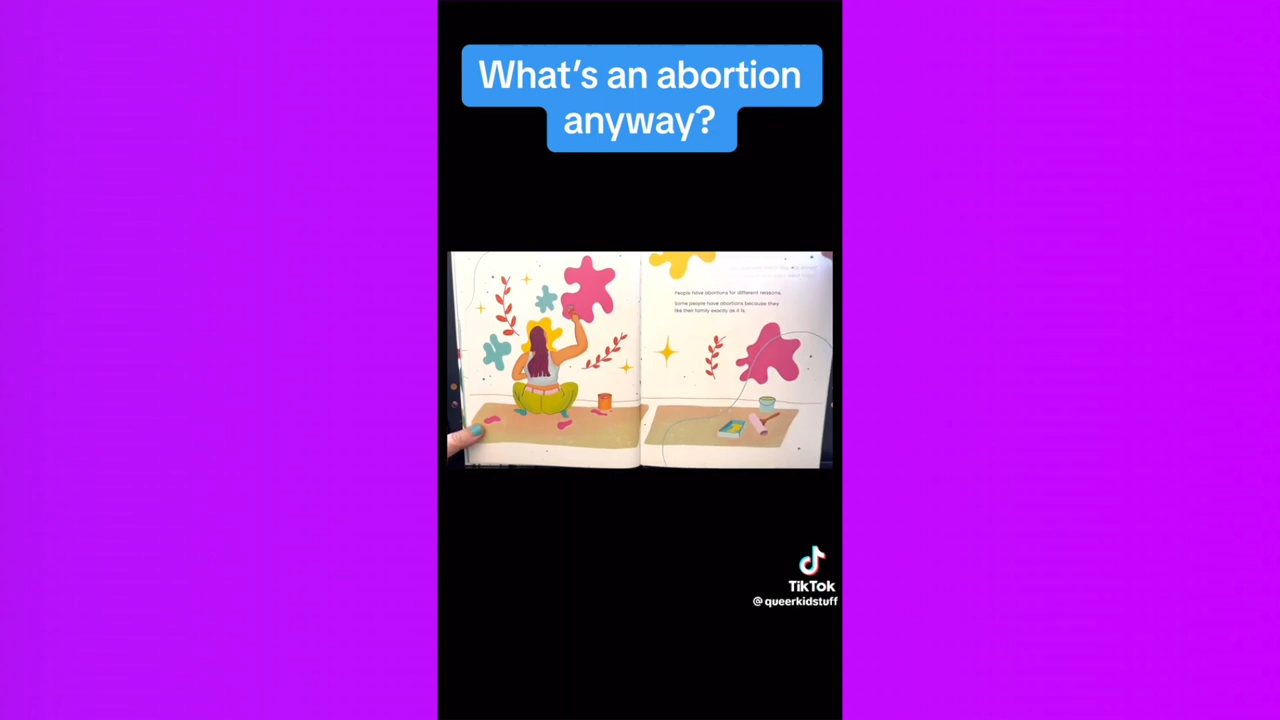 What's an abortion
anyway?
People have abortions for different reasons.
Some people have abortions because they
like their family exactly as it is.
TikTok
@queerkidstuff